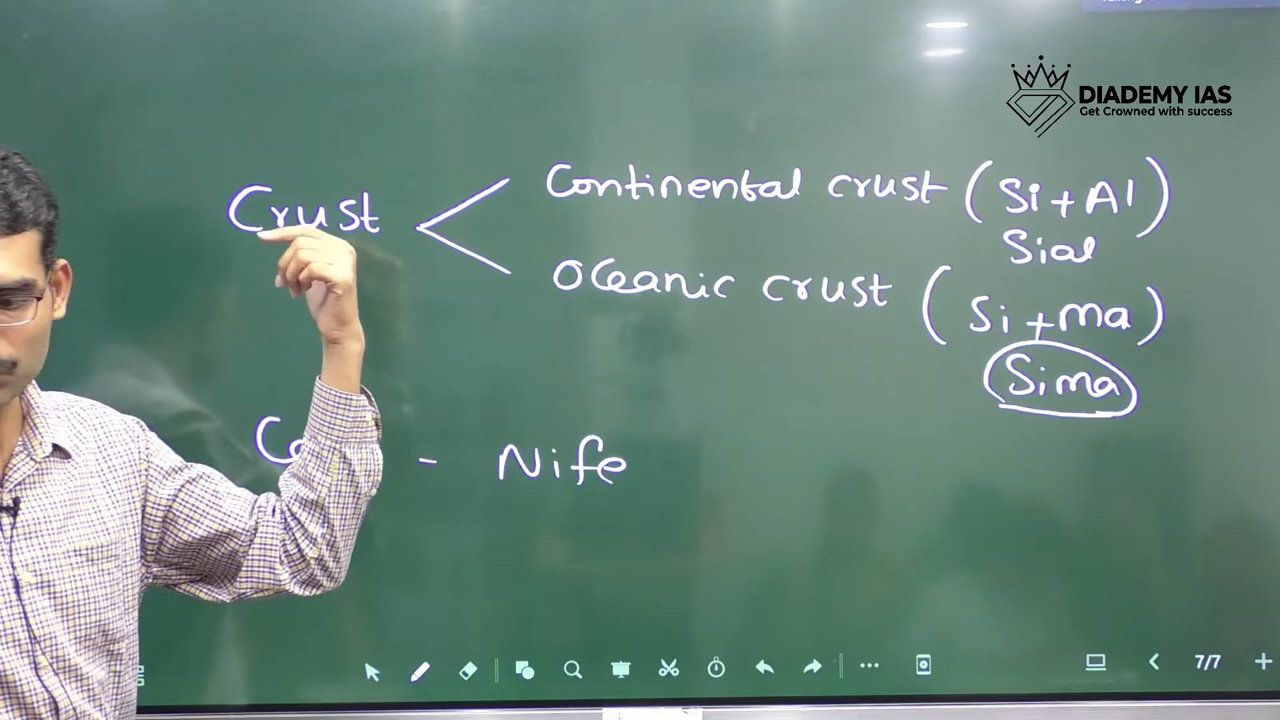 DIADEMY IAS
Get Crowned with success
Crust
Continental crust (Si + Al)
Sial
Oceanic crust (Si + ma)
Sima
- Nife
7/7